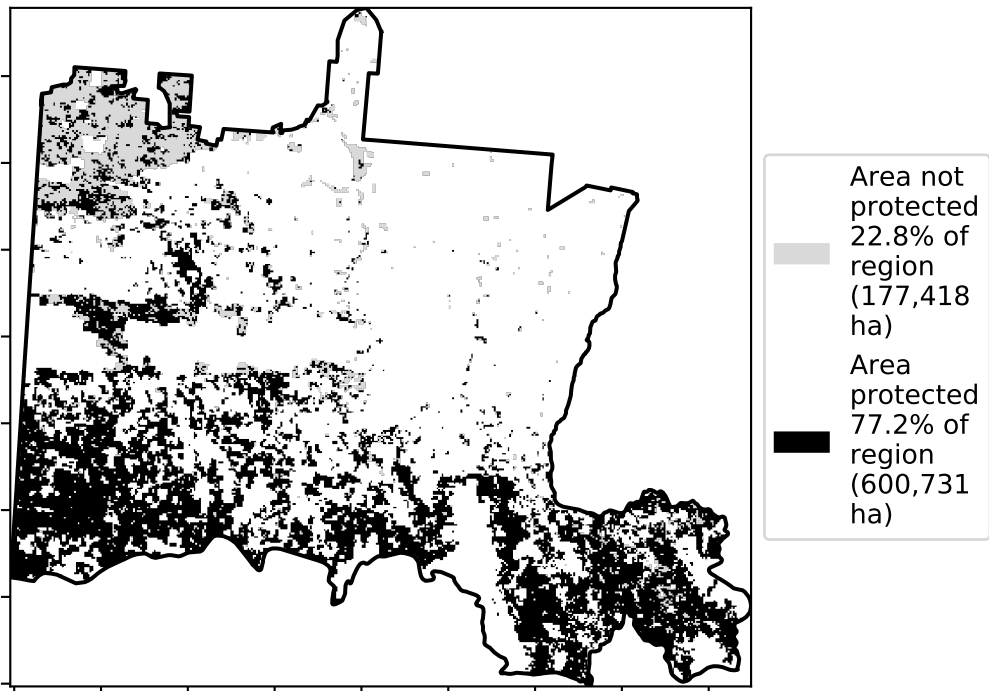 Area not
protected
22.8% of
region
(177,418
ha)
Area
protected
77.2% of
region
(600,731
ha)